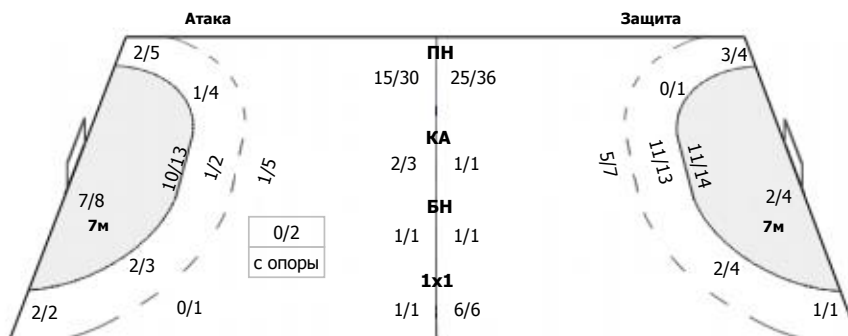 Атака Защита
2/5 ПН 3/4
15/30 25/36
1/4 0/1
КА
10/13 1/2 1/5 2/3 1/1 5/7 11/13 11/14
7/8 БН 2/4
7м 0/2 1/1 1/1 7м
с опоры
2/3 2/4
1x1
2/2 0/1 1/1 6/6 1/1